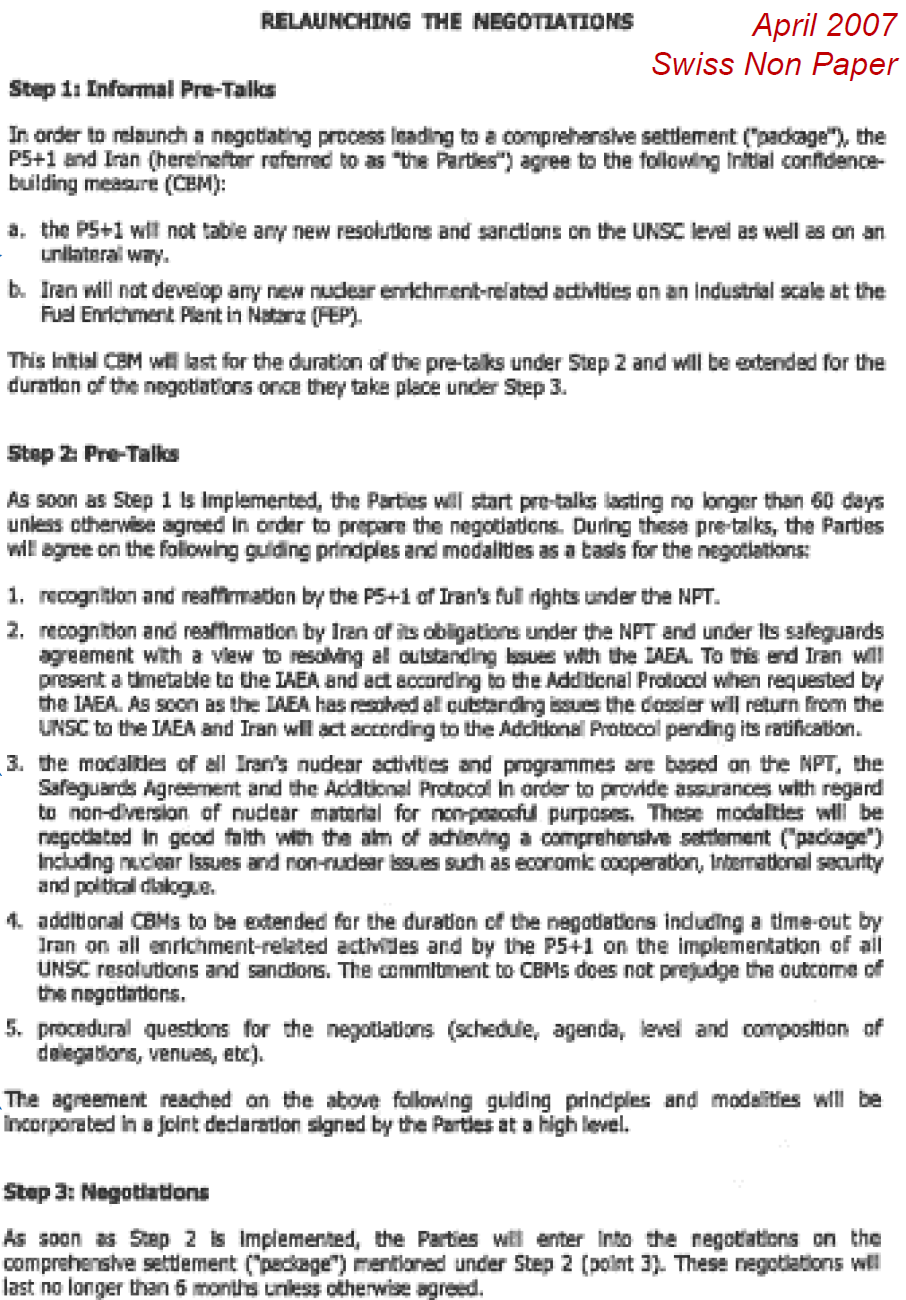 RELAUNCHING THE NEGOTIATIONS
April 2007
Swiss Non Paper
Step 1: Informal Pre-Talks
In order to relaunch a negotiating process leading to a comprehensive settlement ("package"), the
P5+1 and Iran (hereinafter referred to as "the Parties") agree to the following initial confidence-
building measure (CBM):
a. the P5+1 will not table any new resolutions and sanctions on the UNSC level as well as on an
unilateral way.
b. Iran will not develop any new nuclear enrichment-related activities on an industrial scale at the
Fuel Enrichment Plant in Natanz (FEP).
This initial CBM will last for the duration of the pre-talks under Step 2 and will be extended for the
duration of the negotiations once they take place under Step 3.
Step 2: Pre-Talks
As soon as Step 1 is implemented, the Parties will start pre-talks lasting no longer than 60 days
unless otherwise agreed in order to prepare the negotiations. During these pre-talks, the Parties
will agree on the following guiding principles and modalities as a basis for the negotiations:
1. recognition and reaffirmation by the P5+1 of Iran's full rights under the NPT.
2. recognition and reaffirmation by Iran of its obligations under the NPT and under its safeguards
agreement with a view to resolving all outstanding issues with the IAEA. To this end Iran will
present a timetable to the IAEA and act according to the Additional Protocol when requested by
the IAEA. As soon as the IAEA has resolved all outstanding issues the dossier will return from the
UNSC to the IAEA and Iran will act according to the Additional Protocol pending its ratification.
3. the modalities of all Iran's nuclear activities and programmes are based on the NPT, the
Safeguards Agreement and the Additional Protocol in order to provide assurances with regard
to non-diversion of nuclear material for non-peaceful purposes. These modalities will be
negotiated in good faith with the aim of achieving a comprehensive settlement ("package")
including nuclear issues and non-nuclear issues such as economic cooperation, international security
and political dialogue.
4. additional CBMs to be extended for the duration of the negotiations including a time-out by
Iran on all enrichment-related activities and by the P5+1 on the implementation of all
UNSC resolutions and sanctions. The commitment to CBMs does not prejudge the outcome of
the negotiations.
5. procedural questions for the negotiations (schedule, agenda, level and composition of
delegations, venues, etc).
The agreement reached on the above following guiding principles and modalities will be
incorporated in a joint declaration signed by the Parties at a high level.
Step 3: Negotiations
As soon as Step 2 is implemented, the Parties will enter into the negotiations on the
comprehensive settlement ("package") mentioned under Step 2 (point 3). These negotiations will
last no longer than 6 months unless otherwise agreed.